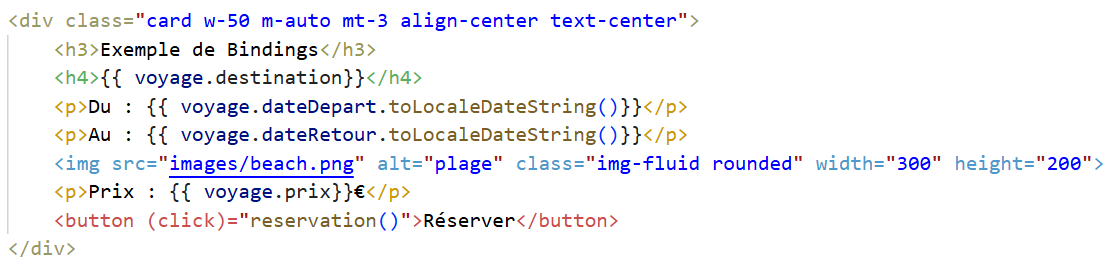 <div class="card w-50 m-auto mt-3 align-center text-center">
    <h3>Exemple de Bindings</h3>
    <h4>{{ voyage.destination}}</h4>
    <p>Du : {{ voyage.dateDepart.toLocaleDateString()}}</p>
    <p>Au : {{ voyage.dateRetour.toLocaleDateString()}}</p>
    <img src="images/beach.png" alt="plage" class="img-fluid rounded" width="300" height="200">
    <p>Prix : {{ voyage.prix}}€</p>
    <button (click)="reservation()">Réserver</button>
</div>